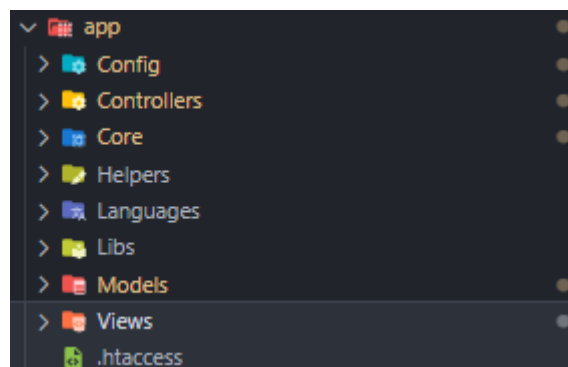 app
Config
Controllers
Core
Helpers
Languages
Libs
Models
Views
.htaccess